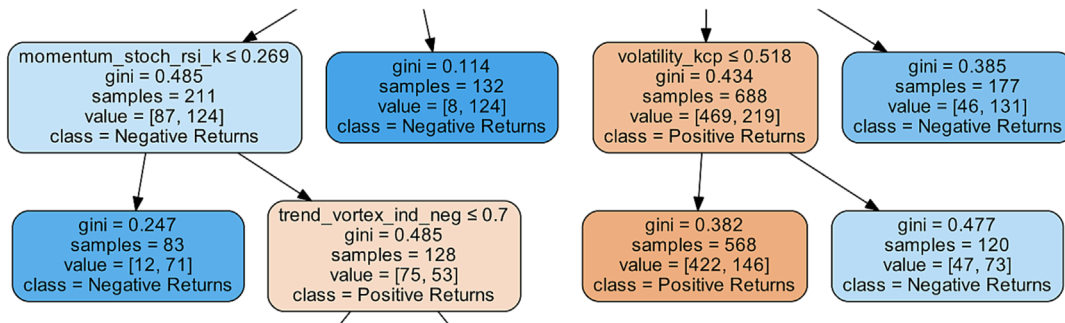 momentum_stoch_rsi_k ≤ 0.269
gini = 0.485
samples = 211
value = [87, 124]
class = Negative Returns
gini = 0.114
samples = 132
value = [8, 124]
class = Negative Returns
volatility_kcp ≤ 0.518
gini = 0.434
samples = 688
value = [469, 219]
class = Positive Returns
gini = 0.385
samples = 177
value = [46, 131]
class = Negative Returns
gini = 0.247
samples = 83
value = [12, 71]
class = Negative Returns
trend_vortex_ind_neg ≤ 0.7
gini = 0.485
samples = 128
value = [75, 53]
class = Positive Returns
gini = 0.382
samples = 568
value = [422, 146]
class = Positive Returns
gini = 0.477
samples = 120
value = [47, 73]
class = Negative Returns